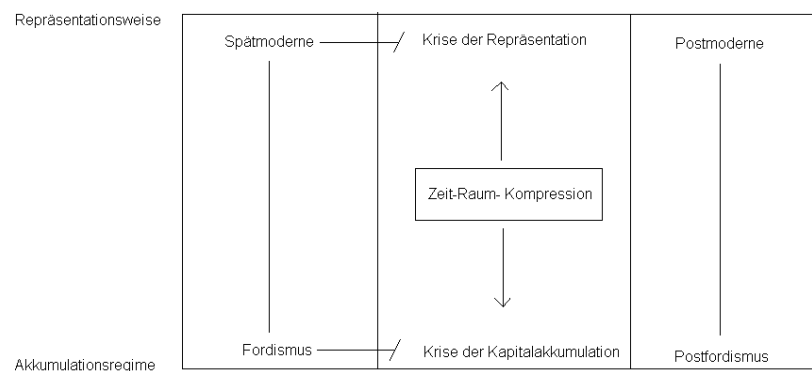 Repräsentationsweise
Spätmoderne
Krise der Repräsentation
Postmoderne
Zeit-Raum- Kompression
Fordismus
Krise der Kapitalakkumulation
Postfordismus
Akkumulationsregime